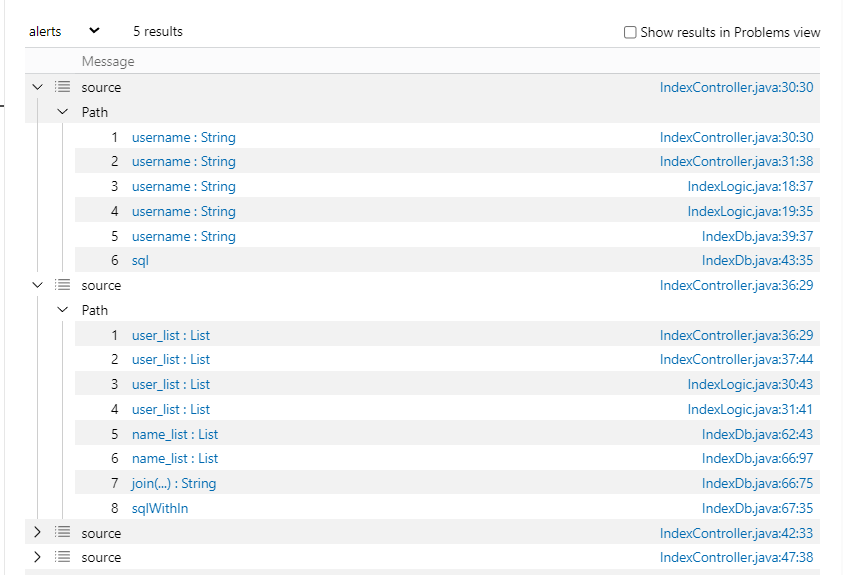 alerts 5 results Show results in Problems view
Message
source IndexController.java:30:30
Path
1 username : String IndexController.java:30:30
2 username : String IndexController.java:31:38
3 username : String IndexLogic.java:18:37
4 username : String IndexLogic.java:19:35
5 username : String IndexDb.java:39:37
6 sql IndexDb.java:43:35
source IndexController.java:36:29
Path
1 user_list : List IndexController.java:36:29
2 user_list : List IndexController.java:37:44
3 user_list : List IndexLogic.java:30:43
4 user_list : List IndexLogic.java:31:41
5 name_list : List IndexDb.java:62:43
6 name_list : List IndexDb.java:66:97
7 join(...) : String IndexDb.java:66:75
8 sqlWithIn IndexDb.java:67:35
source IndexController.java:42:33
source IndexController.java:47:38